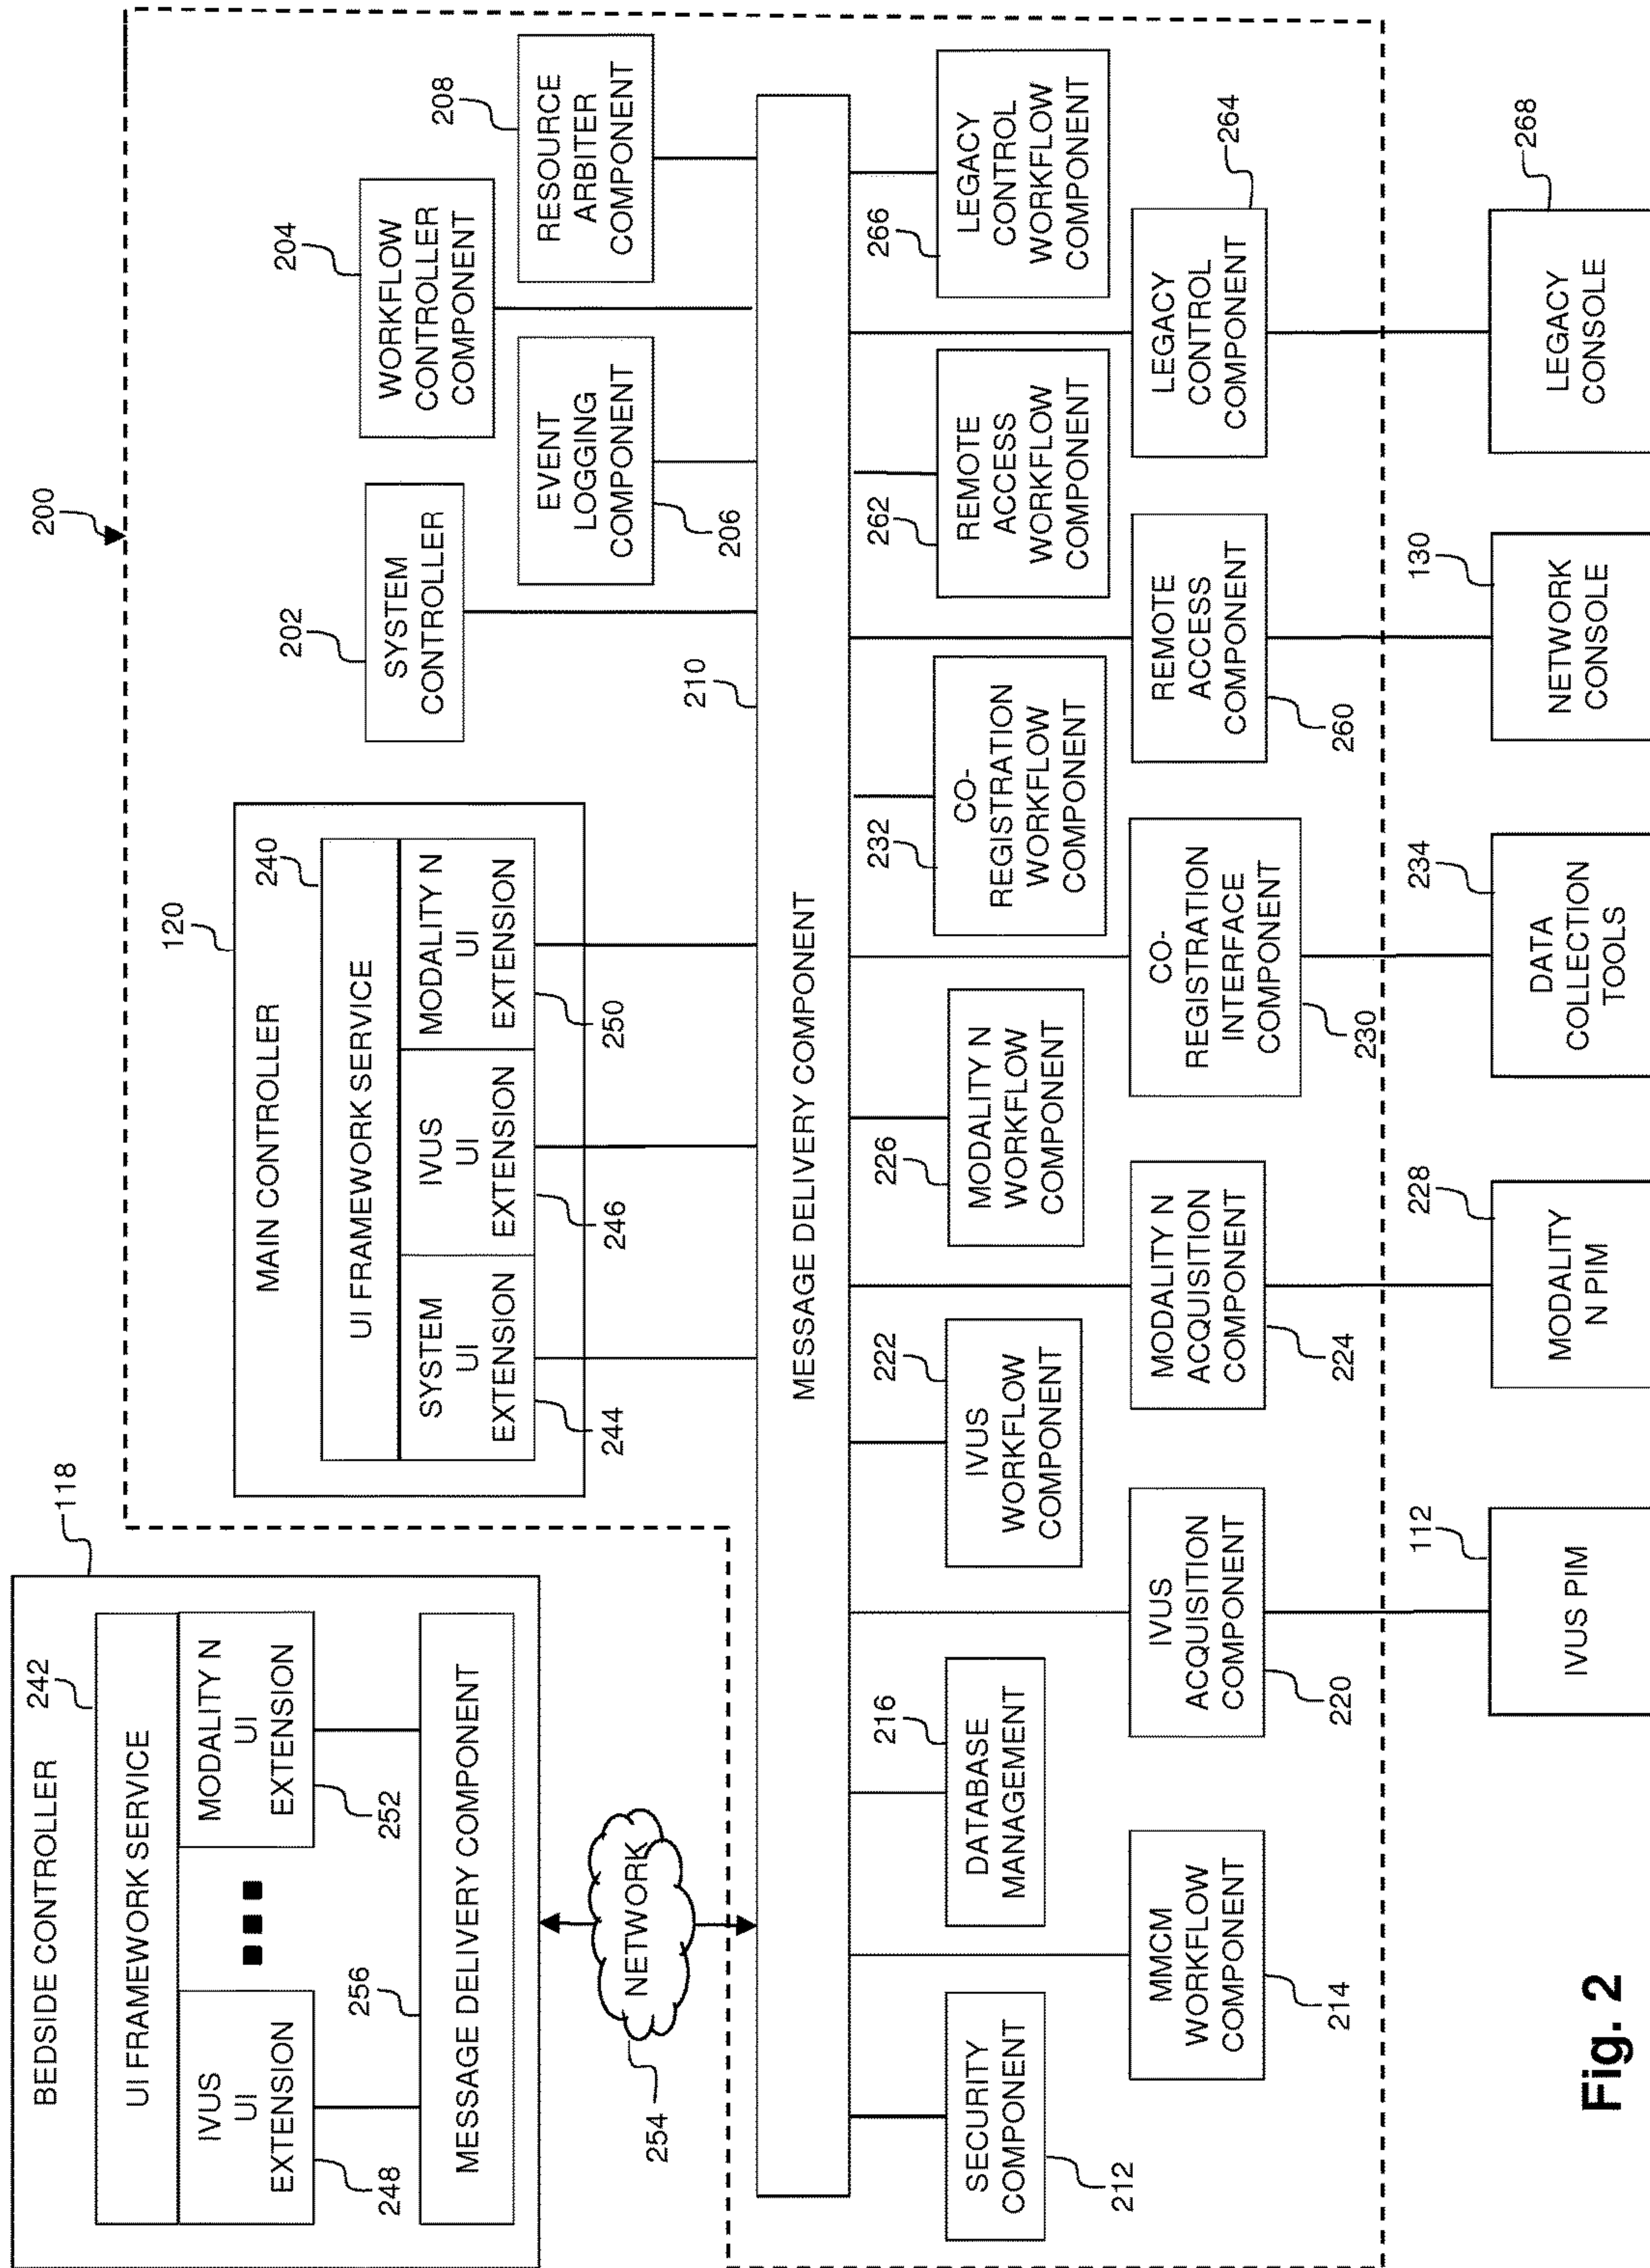 200
118
BEDSIDE CONTROLLER
242
UI FRAMEWORK SERVICE
IVUS
UI
EXTENSION
248
MODALITY N
UI
EXTENSION
252
256
MESSAGE DELIVERY COMPONENT
NETWORK
254
120
MAIN CONTROLLER
240
UI FRAMEWORK SERVICE
SYSTEM
UI
EXTENSION
244
IVUS
UI
EXTENSION
246
MODALITY N
UI
EXTENSION
250
202
SYSTEM
CONTROLLER
204
WORKFLOW
CONTROLLER
COMPONENT
EVENT
LOGGING
COMPONENT
206
208
RESOURCE
ARBITER
COMPONENT
210
MESSAGE DELIVERY COMPONENT
SECURITY
COMPONENT
212
216
DATABASE
MANAGEMENT
222
IVUS
WORKFLOW
COMPONENT
226
MODALITY N
WORKFLOW
COMPONENT
232
CO-
REGISTRATION
WORKFLOW
COMPONENT
262
REMOTE
ACCESS
WORKFLOW
COMPONENT
266
LEGACY
CONTROL
WORKFLOW
COMPONENT
MMCM
WORKFLOW
COMPONENT
214
IVUS
ACQUISITION
COMPONENT
220
MODALITY N
ACQUISITION
COMPONENT
224
CO-
REGISTRATION
INTERFACE
COMPONENT
230
REMOTE
ACCESS
COMPONENT
260
LEGACY
CONTROL
COMPONENT
264
112
IVUS PIM
228
MODALITY
N PIM
234
DATA
COLLECTION
TOOLS
130
NETWORK
CONSOLE
268
LEGACY
CONSOLE
Fig. 2